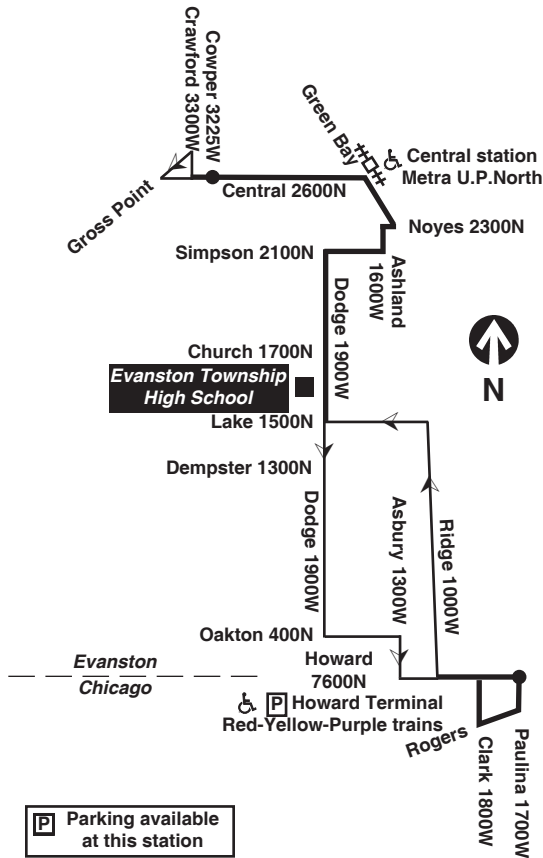 Cowper 3225W
Crawford 3300W
Gross Point
Central 2600N
Green Bay
Central station
Metra U.P.North
Noyes 2300N
Simpson 2100N
Ashland
1600W
Dodge 1900W
Church 1700N
Evanston Township
High School
Lake 1500N
N
Dempster 1300N
Dodge 1900W
Asbury 1300W
Ridge 1000W
Oakton 400N
Evanston
Chicago
Howard
7600N
P Howard Terminal
Red-Yellow-Purple trains
Rogers
Clark 1800W
Paulina 1700W
P Parking available
at this station